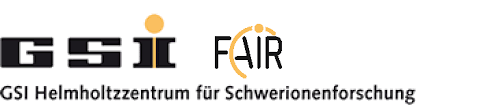 GSI FAIR
GSI Helmholtzzentrum für Schwerionenforschung